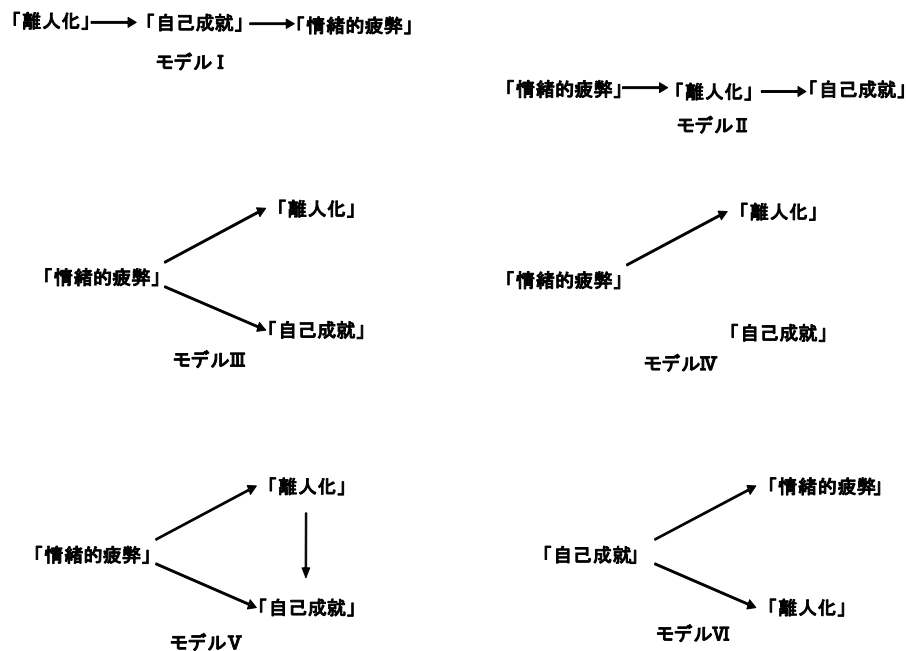 「離人化」 「自己成就」 「情緒的疲弊」
モデルⅠ
「情緒的疲弊」 「離人化」 「自己成就」
モデルⅡ
「離人化」
「情緒的疲弊」
「自己成就」
モデルⅢ
「離人化」
「情緒的疲弊」
「自己成就」
モデルⅣ
「離人化」
「情緒的疲弊」
「自己成就」
モデルⅤ
「情緒的疲弊」
「自己成就」
「離人化」
モデルⅥ